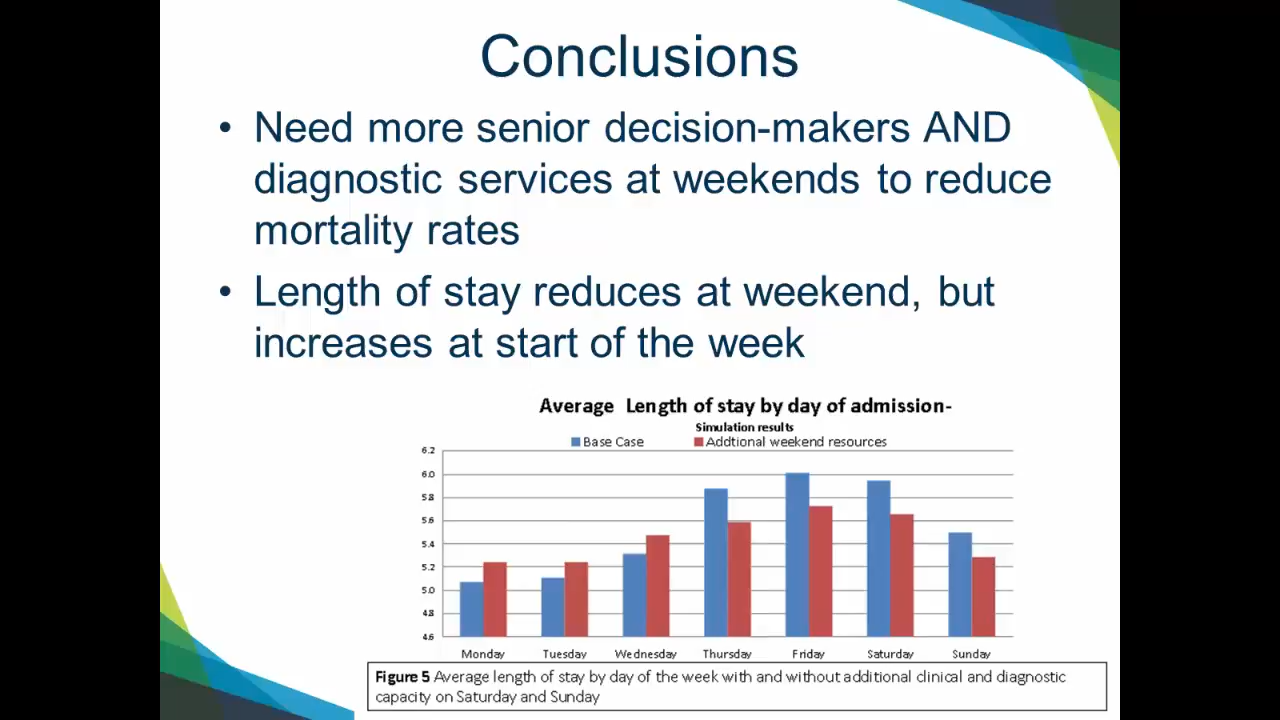 Conclusions
• Need more senior decision-makers AND
diagnostic services at weekends to reduce
mortality rates
• Length of stay reduces at weekend, but
increases at start of the week
Average Length of stay by day of admission-
Simulation results
Base Case Addtional weekend resources
6.2
6.0
5.8
5.6
5.4
5.2
5.0
4.8
4.6
Monday Tuesday Wednesday Thursday Friday Saturday Sunday
Figure 5 Average length of stay by day of the week with and without additional clinical and diagnostic
capacity on Saturday and Sunday